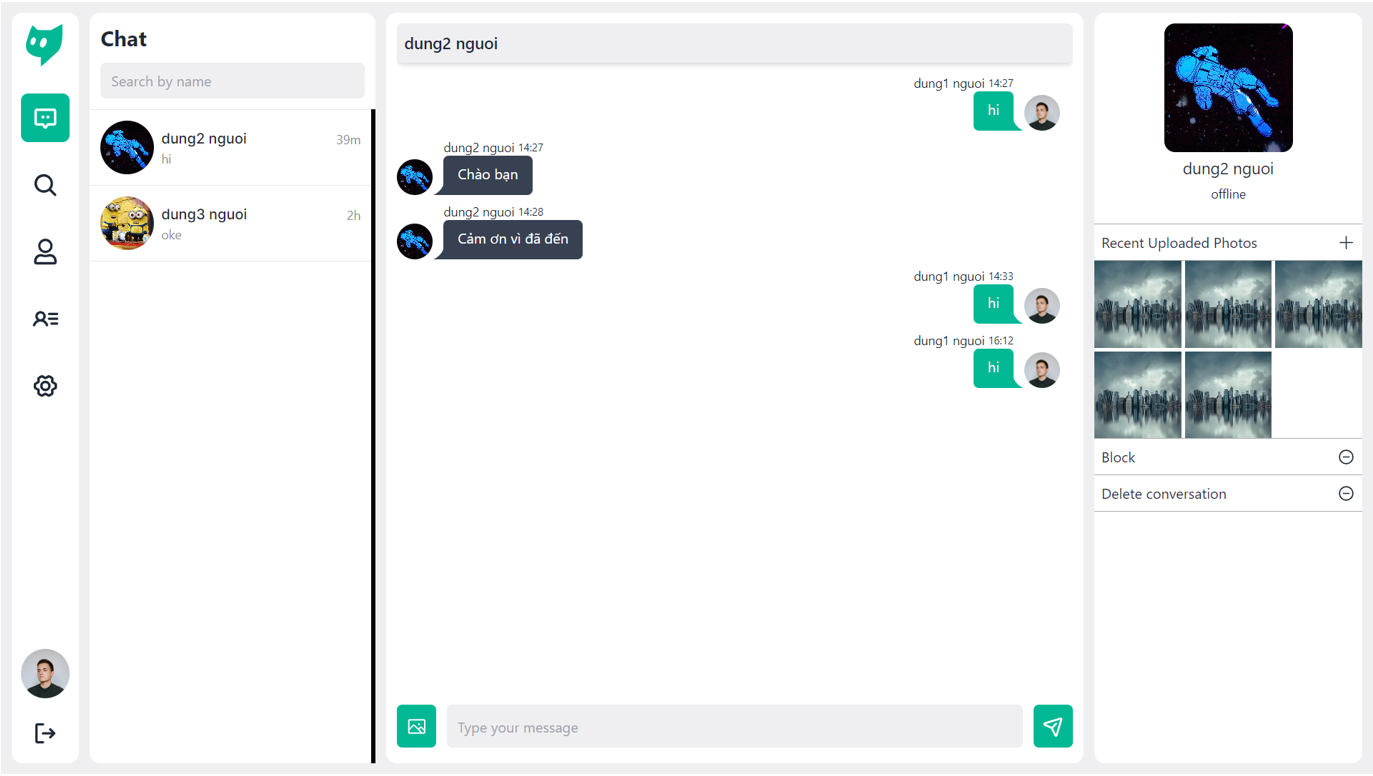 Chat
Search by name
dung2 nguoi 39m
hi
dung3 nguoi 2h
oke
dung2 nguoi
dung1 nguoi 14:27
hi
dung2 nguoi 14:27
Chào bạn
dung2 nguoi 14:28
Cảm ơn vì đã đến
dung1 nguoi 14:33
hi
dung1 nguoi 16:12
hi
Type your message
dung2 nguoi
offline
Recent Uploaded Photos
Block
Delete conversation